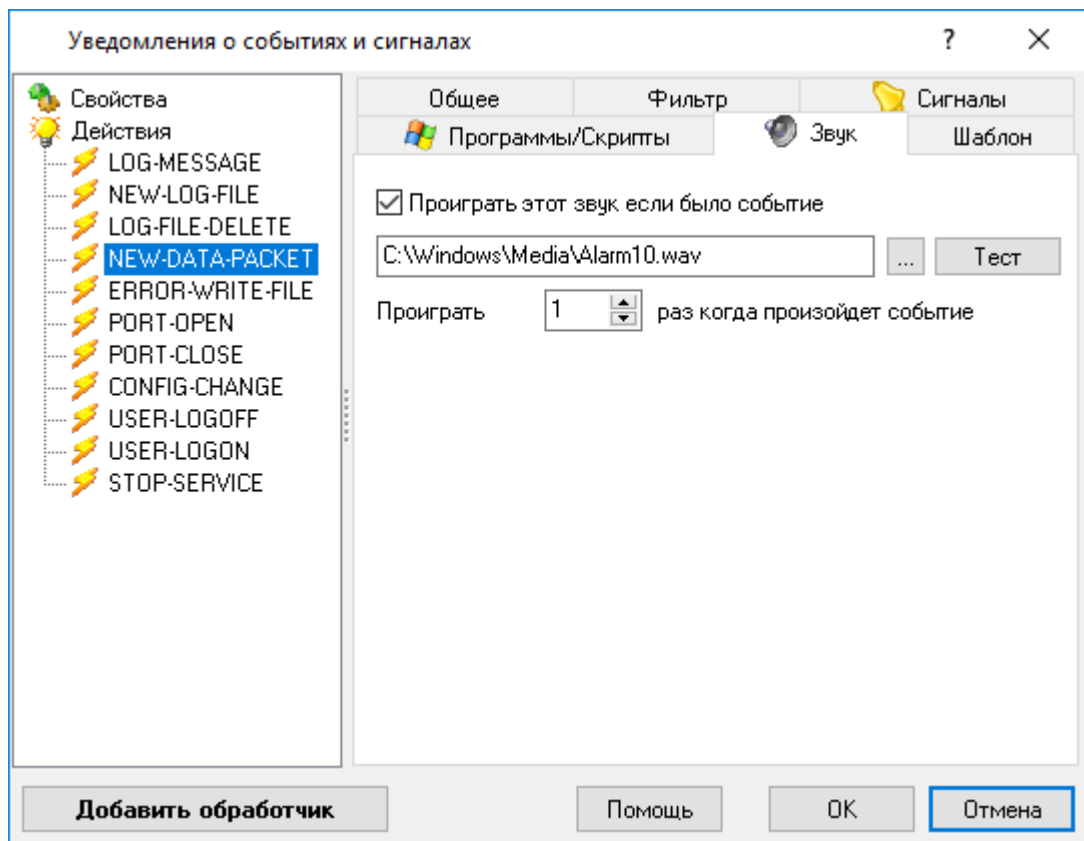 Уведомления о событиях и сигналах
?
Свойства
Действия
LOG-MESSAGE
NEW-LOG-FILE
LOG-FILE-DELETE
NEW-DATA-PACKET
ERROR-WRITE-FILE
PORT-OPEN
PORT-CLOSE
CONFIG-CHANGE
USER-LOGOFF
USER-LOGON
STOP-SERVICE
Общее Фильтр Сигналы
Программы/Скрипты Звук Шаблон
Проиграть этот звук если было событие
C:\Windows\Media\Alarm10.wav ... Тест
Проиграть 1 раз когда произойдет событие
Добавить обработчик Помощь OK Отмена